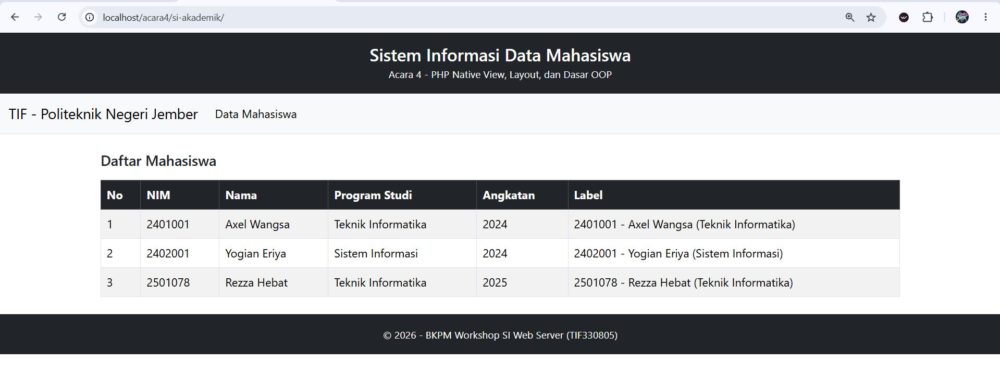 localhost/acara4/si-akademik/
Sistem Informasi Data Mahasiswa
Acara 4 - PHP Native View, Layout, dan Dasar OOP
TIF - Politeknik Negeri Jember Data Mahasiswa
Daftar Mahasiswa
No NIM Nama Program Studi Angkatan Label
1 2401001 Axel Wangsa Teknik Informatika 2024 2401001 - Axel Wangsa (Teknik Informatika)
2 2402001 Yogian Eriya Sistem Informasi 2024 2402001 - Yogian Eriya (Sistem Informasi)
3 2501078 Rezza Hebat Teknik Informatika 2025 2501078 - Rezza Hebat (Teknik Informatika)
© 2026 - BKPM Workshop SI Web Server (TIF330805)